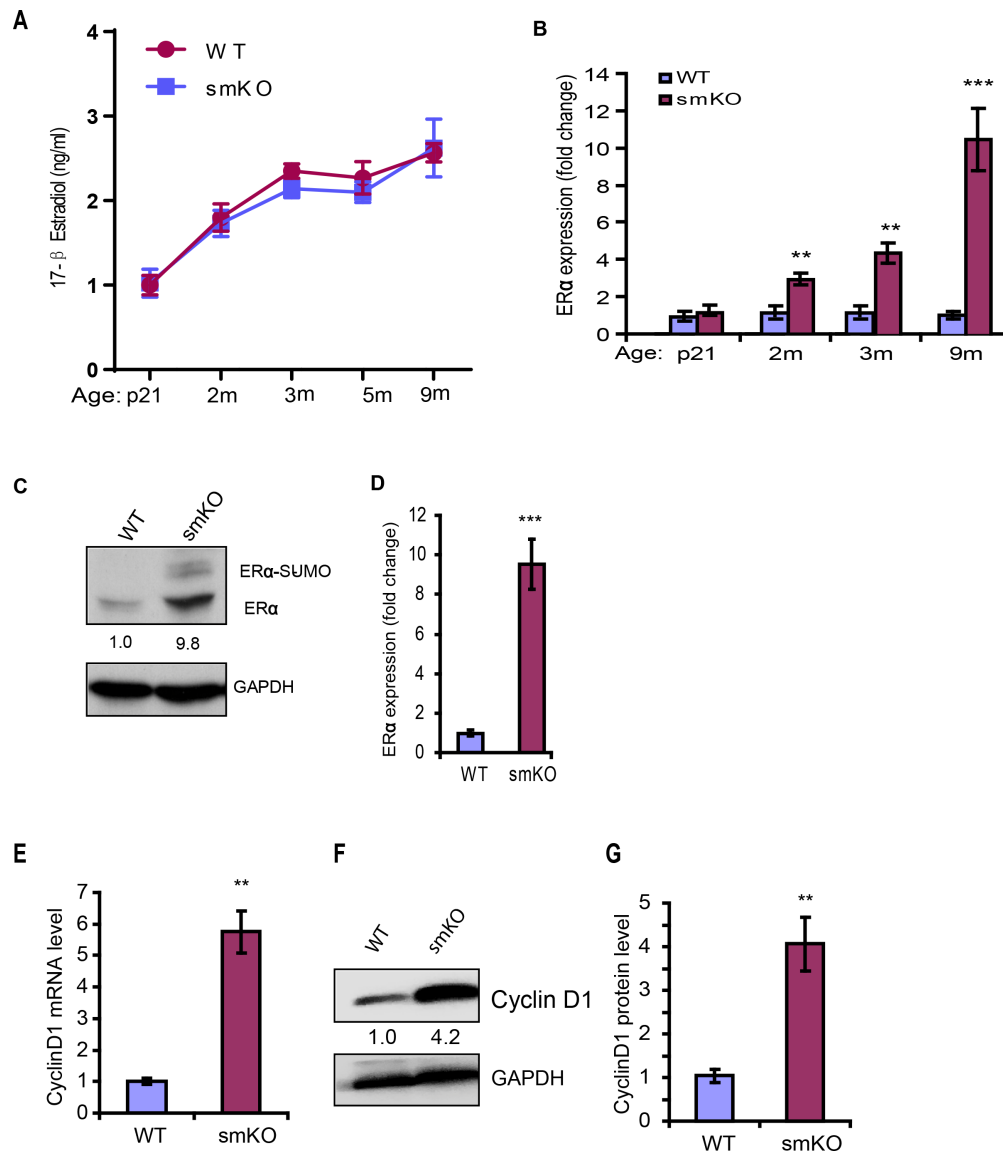 A
4
3
2
1
0
17-β Estradiol (ng/ml)
WT
smKO
Age: p21 2m 3m 5m 9m
B
14
12
10
8
6
4
2
0
ERα expression (fold change)
WT
smKO
** ** ***
Age: p21 2m 3m 9m
C
WT smKO
ERα-SUMO
ERα
1.0 9.8
GAPDH
D
12
10
8
6
4
2
0
ERα expression (fold change)
***
WT smKO
E
7
6
5
4
3
2
1
0
CyclinD1 mRNA level
**
WT smKO
F
WT smKO
Cyclin D1
1.0 4.2
GAPDH
G
5
4
3
2
1
0
CyclinD1 protein level
**
WT smKO